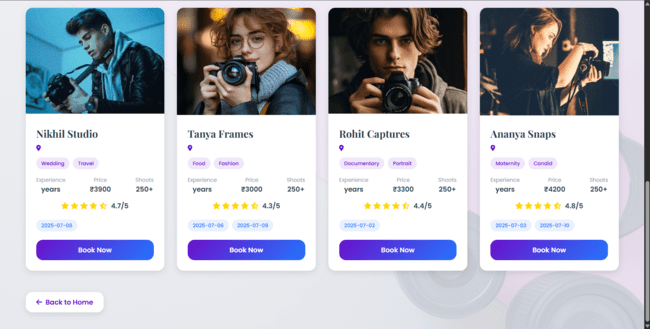 Nikhil Studio
Wedding Travel
Experience Price Shoots
years ₹3900 250+
4.7/5
2025-07-08
Book Now
Tanya Frames
Food Fashion
Experience Price Shoots
years ₹3000 250+
4.3/5
2025-07-06 2025-07-09
Book Now
Rohit Captures
Documentary Portrait
Experience Price Shoots
years ₹3300 250+
4.4/5
2025-07-02
Book Now
Ananya Snaps
Maternity Candid
Experience Price Shoots
years ₹4200 250+
4.8/5
2025-07-03 2025-07-10
Book Now
← Back to Home